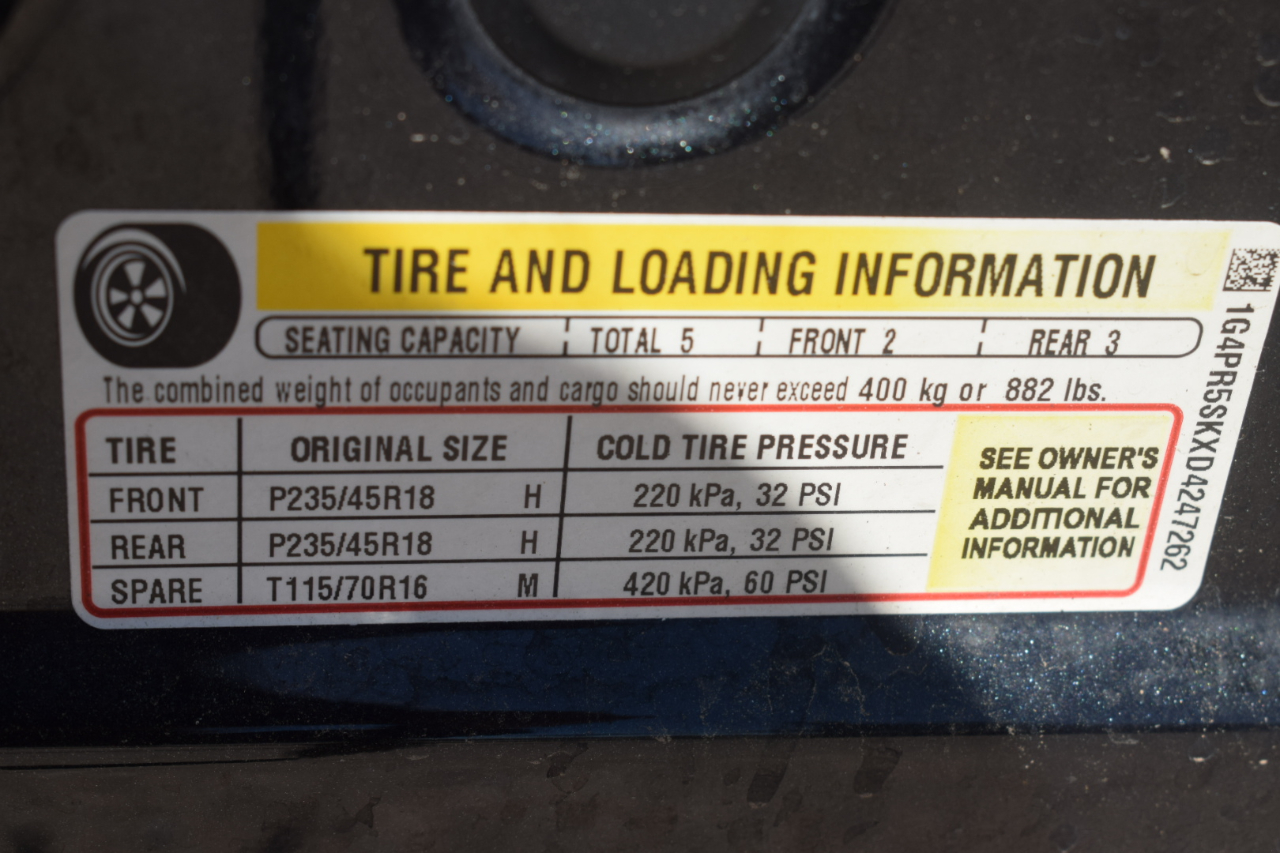 TIRE AND LOADING INFORMATION
SEATING CAPACITY TOTAL 5 FRONT 2 REAR 3
The combined weight of occupants and cargo should never exceed 400 kg or 882 lbs.
TIRE ORIGINAL SIZE COLD TIRE PRESSURE
FRONT P235/45R18 H 220 kPa, 32 PSI
REAR P235/45R18 H 220 kPa, 32 PSI
SPARE T115/70R16 M 420 kPa, 60 PSI
SEE OWNER'S
MANUAL FOR
ADDITIONAL
INFORMATION
1G4PR5SKXD4247262